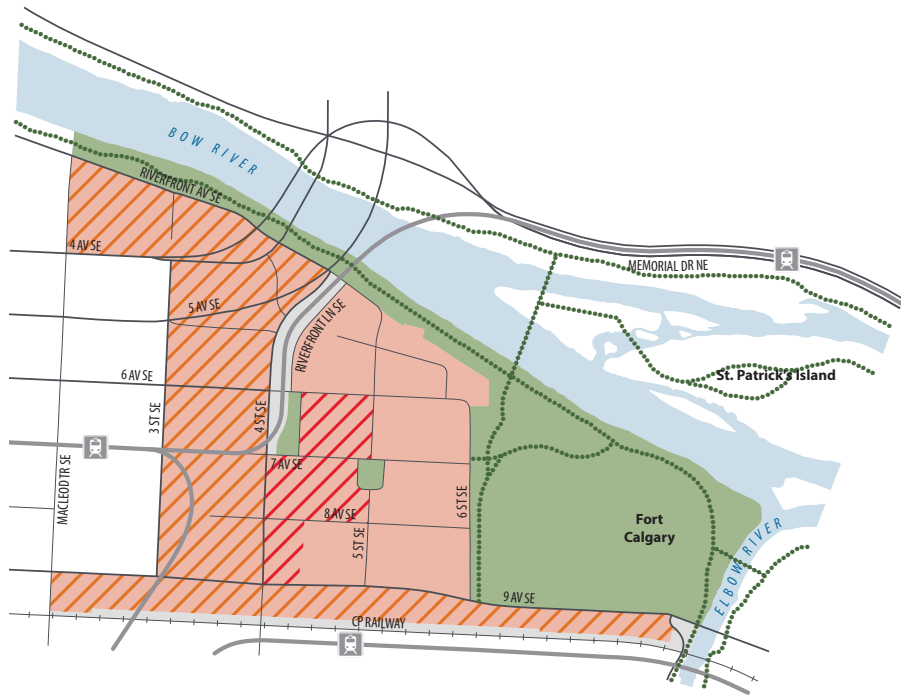 BOW RIVER
RIVERFRONT AV SE
4 AV SE
MEMORIAL DR NE
5 AV SE
RIVERFRONT LN SE
6 AV SE
St. Patrick's Island
3 ST SE
4 ST SE
7 AV SE
MACLEOD TR SE
6 ST SE
8 AV SE
5 ST SE
Fort
Calgary
ELBOW RIVER
9 AV SE
CP RAILWAY